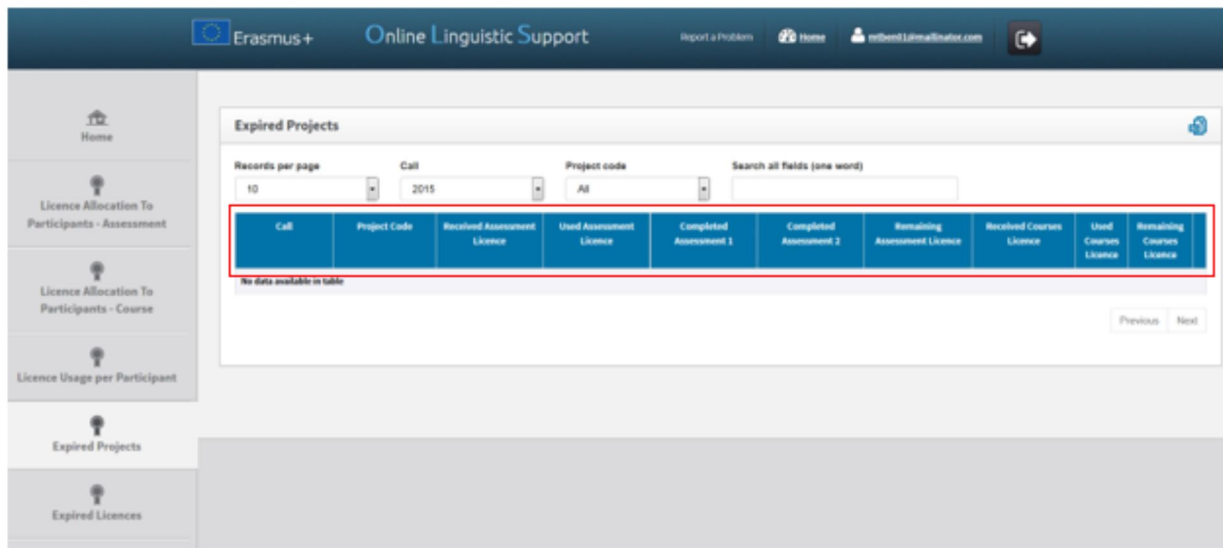 Erasmus+
Online Linguistic Support
Report a Problem
Home
Home
Licence Allocation To
Participants - Assessment
Licence Allocation To
Participants - Course
Licence Usage per Participant
Expired Projects
Expired Licences
Expired Projects
Records per page
Call
Project code
Search all fields (one word)
10
2015
All
Call
Project Code
Received Assessment
Licence
Used Assessment
Licence
Completed
Assessment 1
Completed
Assessment 2
Remaining
Assessment Licence
Received Courses
Licence
Used
Courses
Licence
Remaining
Courses
Licence
No data available in table
Previous
Next